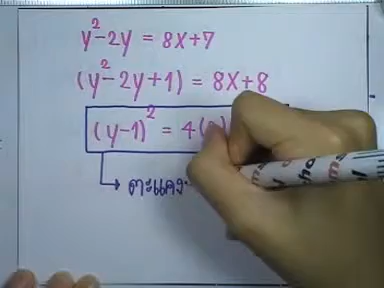 y²-2y = 8x+7
(y²-2y+1) = 8x+8
(y-1)² = 4(
ตะแคง